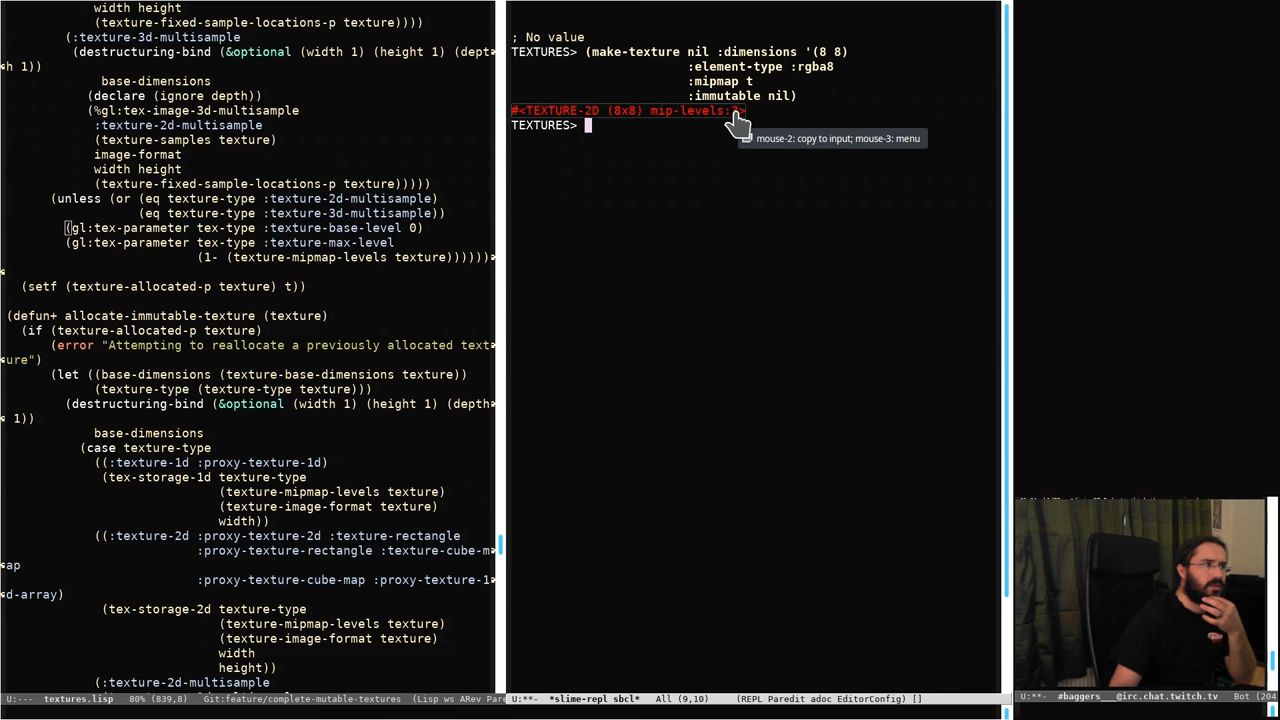 width height
(texture-fixed-sample-locations-p texture))))
(:texture-3d-multisample
(destructuring-bind (&optional (width 1) (height 1) (dept
h 1))
base-dimensions
(declare (ignore depth))
(%gl:tex-image-3d-multisample
:texture-2d-multisample
(texture-samples texture)
image-format
width height
(texture-fixed-sample-locations-p texture)))))
(unless (or (eq texture-type :texture-2d-multisample)
(eq texture-type :texture-3d-multisample))
(gl:tex-parameter tex-type :texture-base-level 0)
(gl:tex-parameter tex-type :texture-max-level
(1- (texture-mipmap-levels texture))))))
(setf (texture-allocated-p texture) t))
(defun+ allocate-immutable-texture (texture)
(if (texture-allocated-p texture)
(error "Attempting to reallocate a previously allocated text
ure")
(let ((base-dimensions (texture-base-dimensions texture))
(texture-type (texture-type texture)))
(destructuring-bind (&optional (width 1) (height 1) (depth
1))
base-dimensions
(case texture-type
((:texture-1d :proxy-texture-1d)
(tex-storage-1d texture-type
(texture-mipmap-levels texture)
(texture-image-format texture)
width))
((:texture-2d :proxy-texture-2d :texture-rectangle
:proxy-texture-rectangle :texture-cube-m
ap
:proxy-texture-cube-map :proxy-texture-1
d-array)
(tex-storage-2d texture-type
(texture-mipmap-levels texture)
(texture-image-format texture)
width
height))
(:texture-2d-multisample
U:--- textures.lisp 80% (839,8) Git:feature/complete-mutable-textures (Lisp ws ARev Pare
; No value
TEXTURES> (make-texture nil :dimensions '(8 8)
:element-type :rgba8
:mipmap t
:immutable nil)
#<TEXTURE-2D (8x8) mip-levels:
TEXTURES>
mouse-2: copy to input; mouse-3: menu
U:**- *slime-repl sbcl* All (9,10) (REPL Paredit adoc EditorConfig) []
U:**- #baggers___@irc.chat.twitch.tv Bot (204